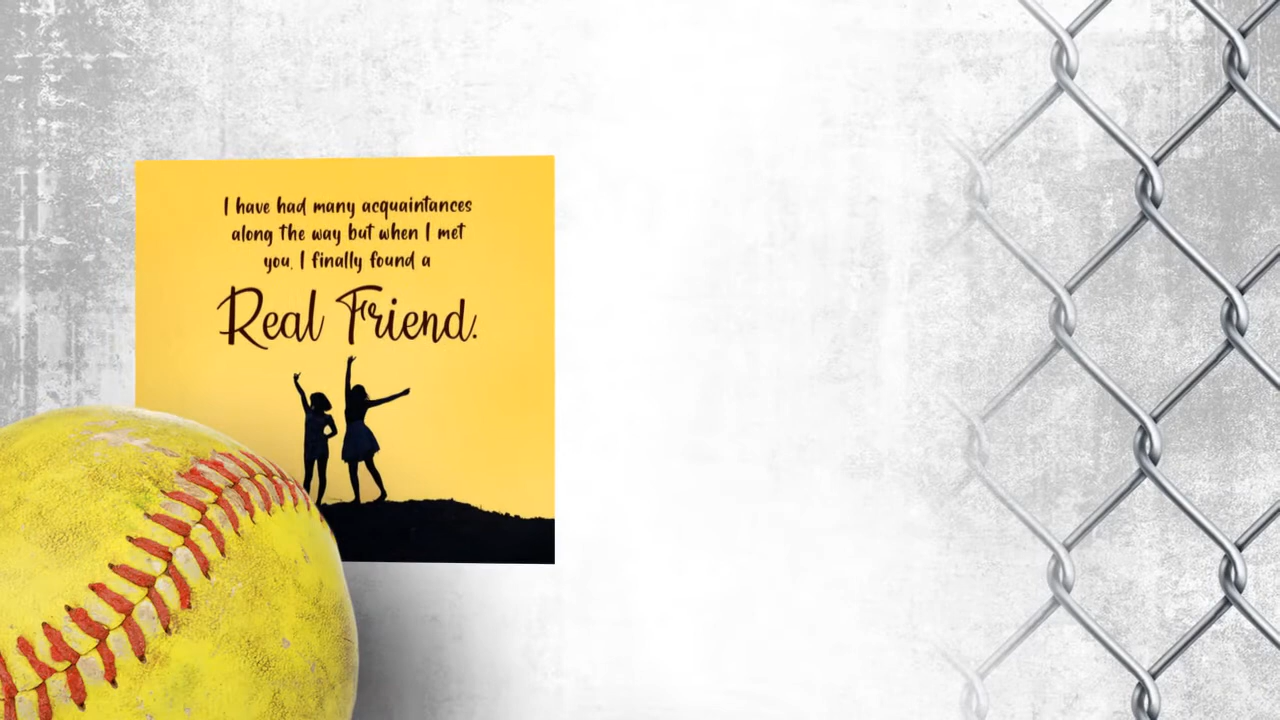 I have had many acquaintances
along the way but when I met
you, I finally found a
Real Friend.